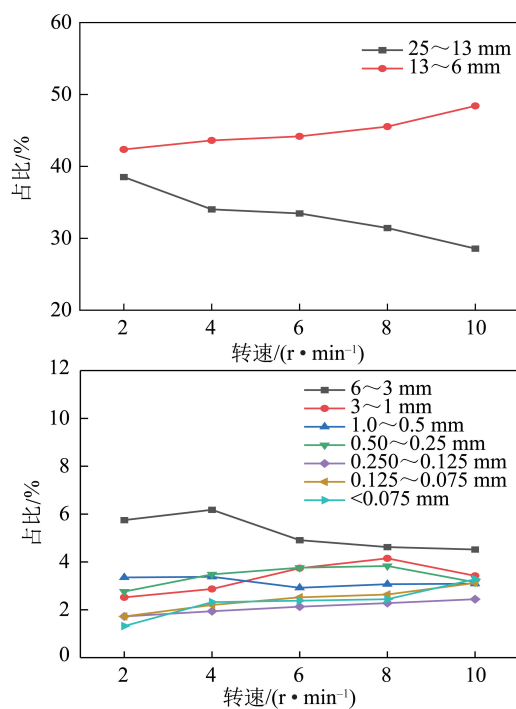 60
50
40
30
20
占比/%
25～13 mm
13～6 mm
2 4 6 8 10
转速/(r·min⁻¹)
12
10
8
6
4
2
0
占比/%
6～3 mm
3～1 mm
1.0～0.5 mm
0.50～0.25 mm
0.250～0.125 mm
0.125～0.075 mm
<0.075 mm
2 4 6 8 10
转速/(r·min⁻¹)